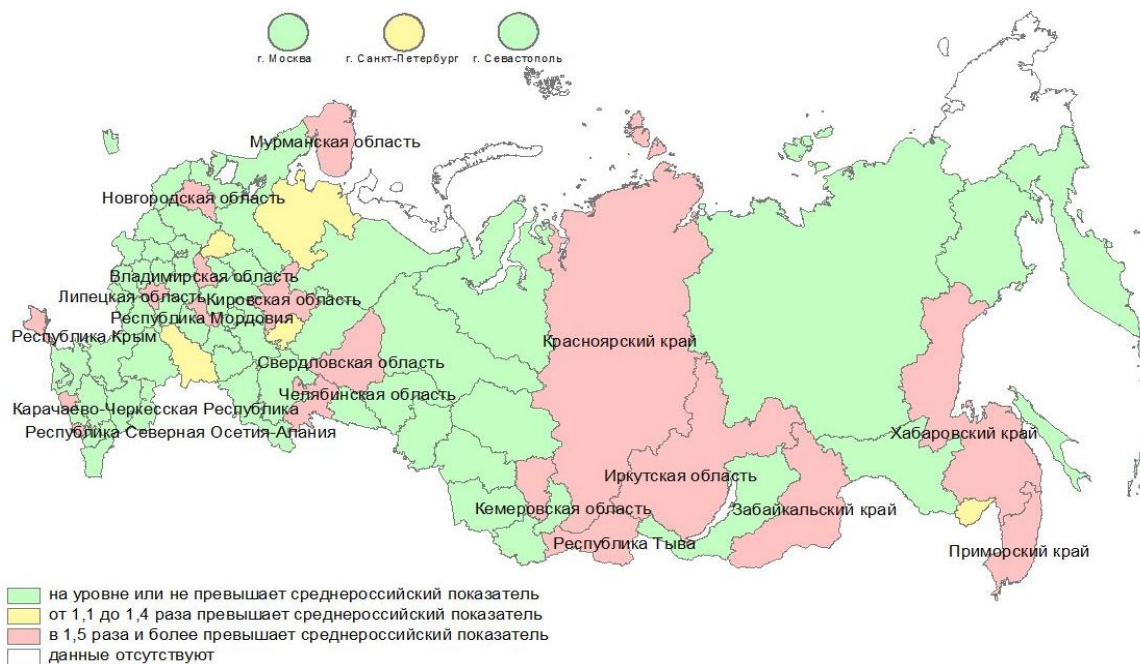 г. Москва
г. Санкт-Петербург
г. Севастополь
Мурманская область
Новгородская область
Владимирская область
Липецкая область
Кировская область
Республика Мордовия
Республика Крым
Красноярский край
Свердловская область
Челябинская область
Карачаево-Черкесская Республика
Республика Северная Осетия-Алания
Хабаровский край
Иркутская область
Кемеровская область
Забайкальский край
Республика Тыва
Приморский край
на уровне или не превышает среднероссийский показатель
от 1,1 до 1,4 раза превышает среднероссийский показатель
в 1,5 раза и более превышает среднероссийский показатель
данные отсутствуют